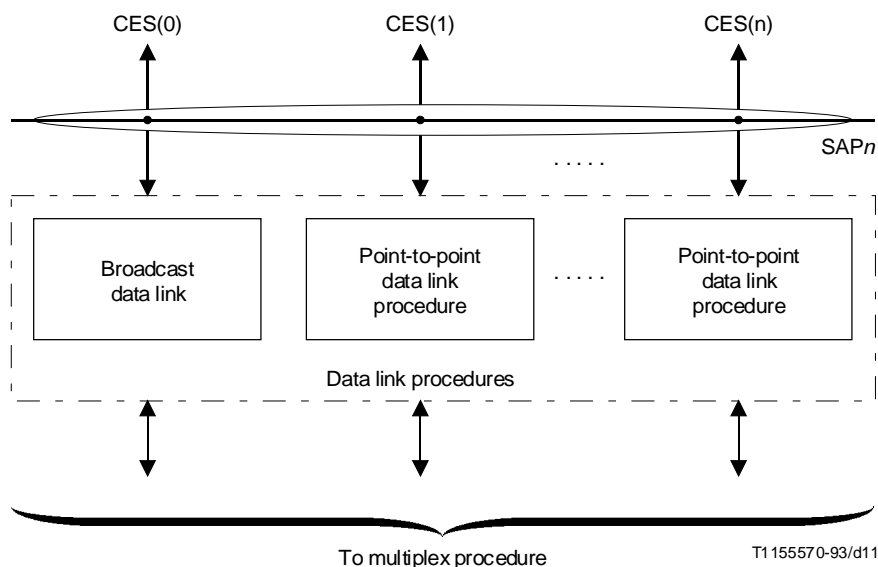 CES(0)
CES(1)
CES(n)
SAPn
. . . . .
Broadcast
data link
Point-to-point
data link
procedure
. . . . .
Point-to-point
data link
procedure
Data link procedures
To multiplex procedure
T1155570-93/d11